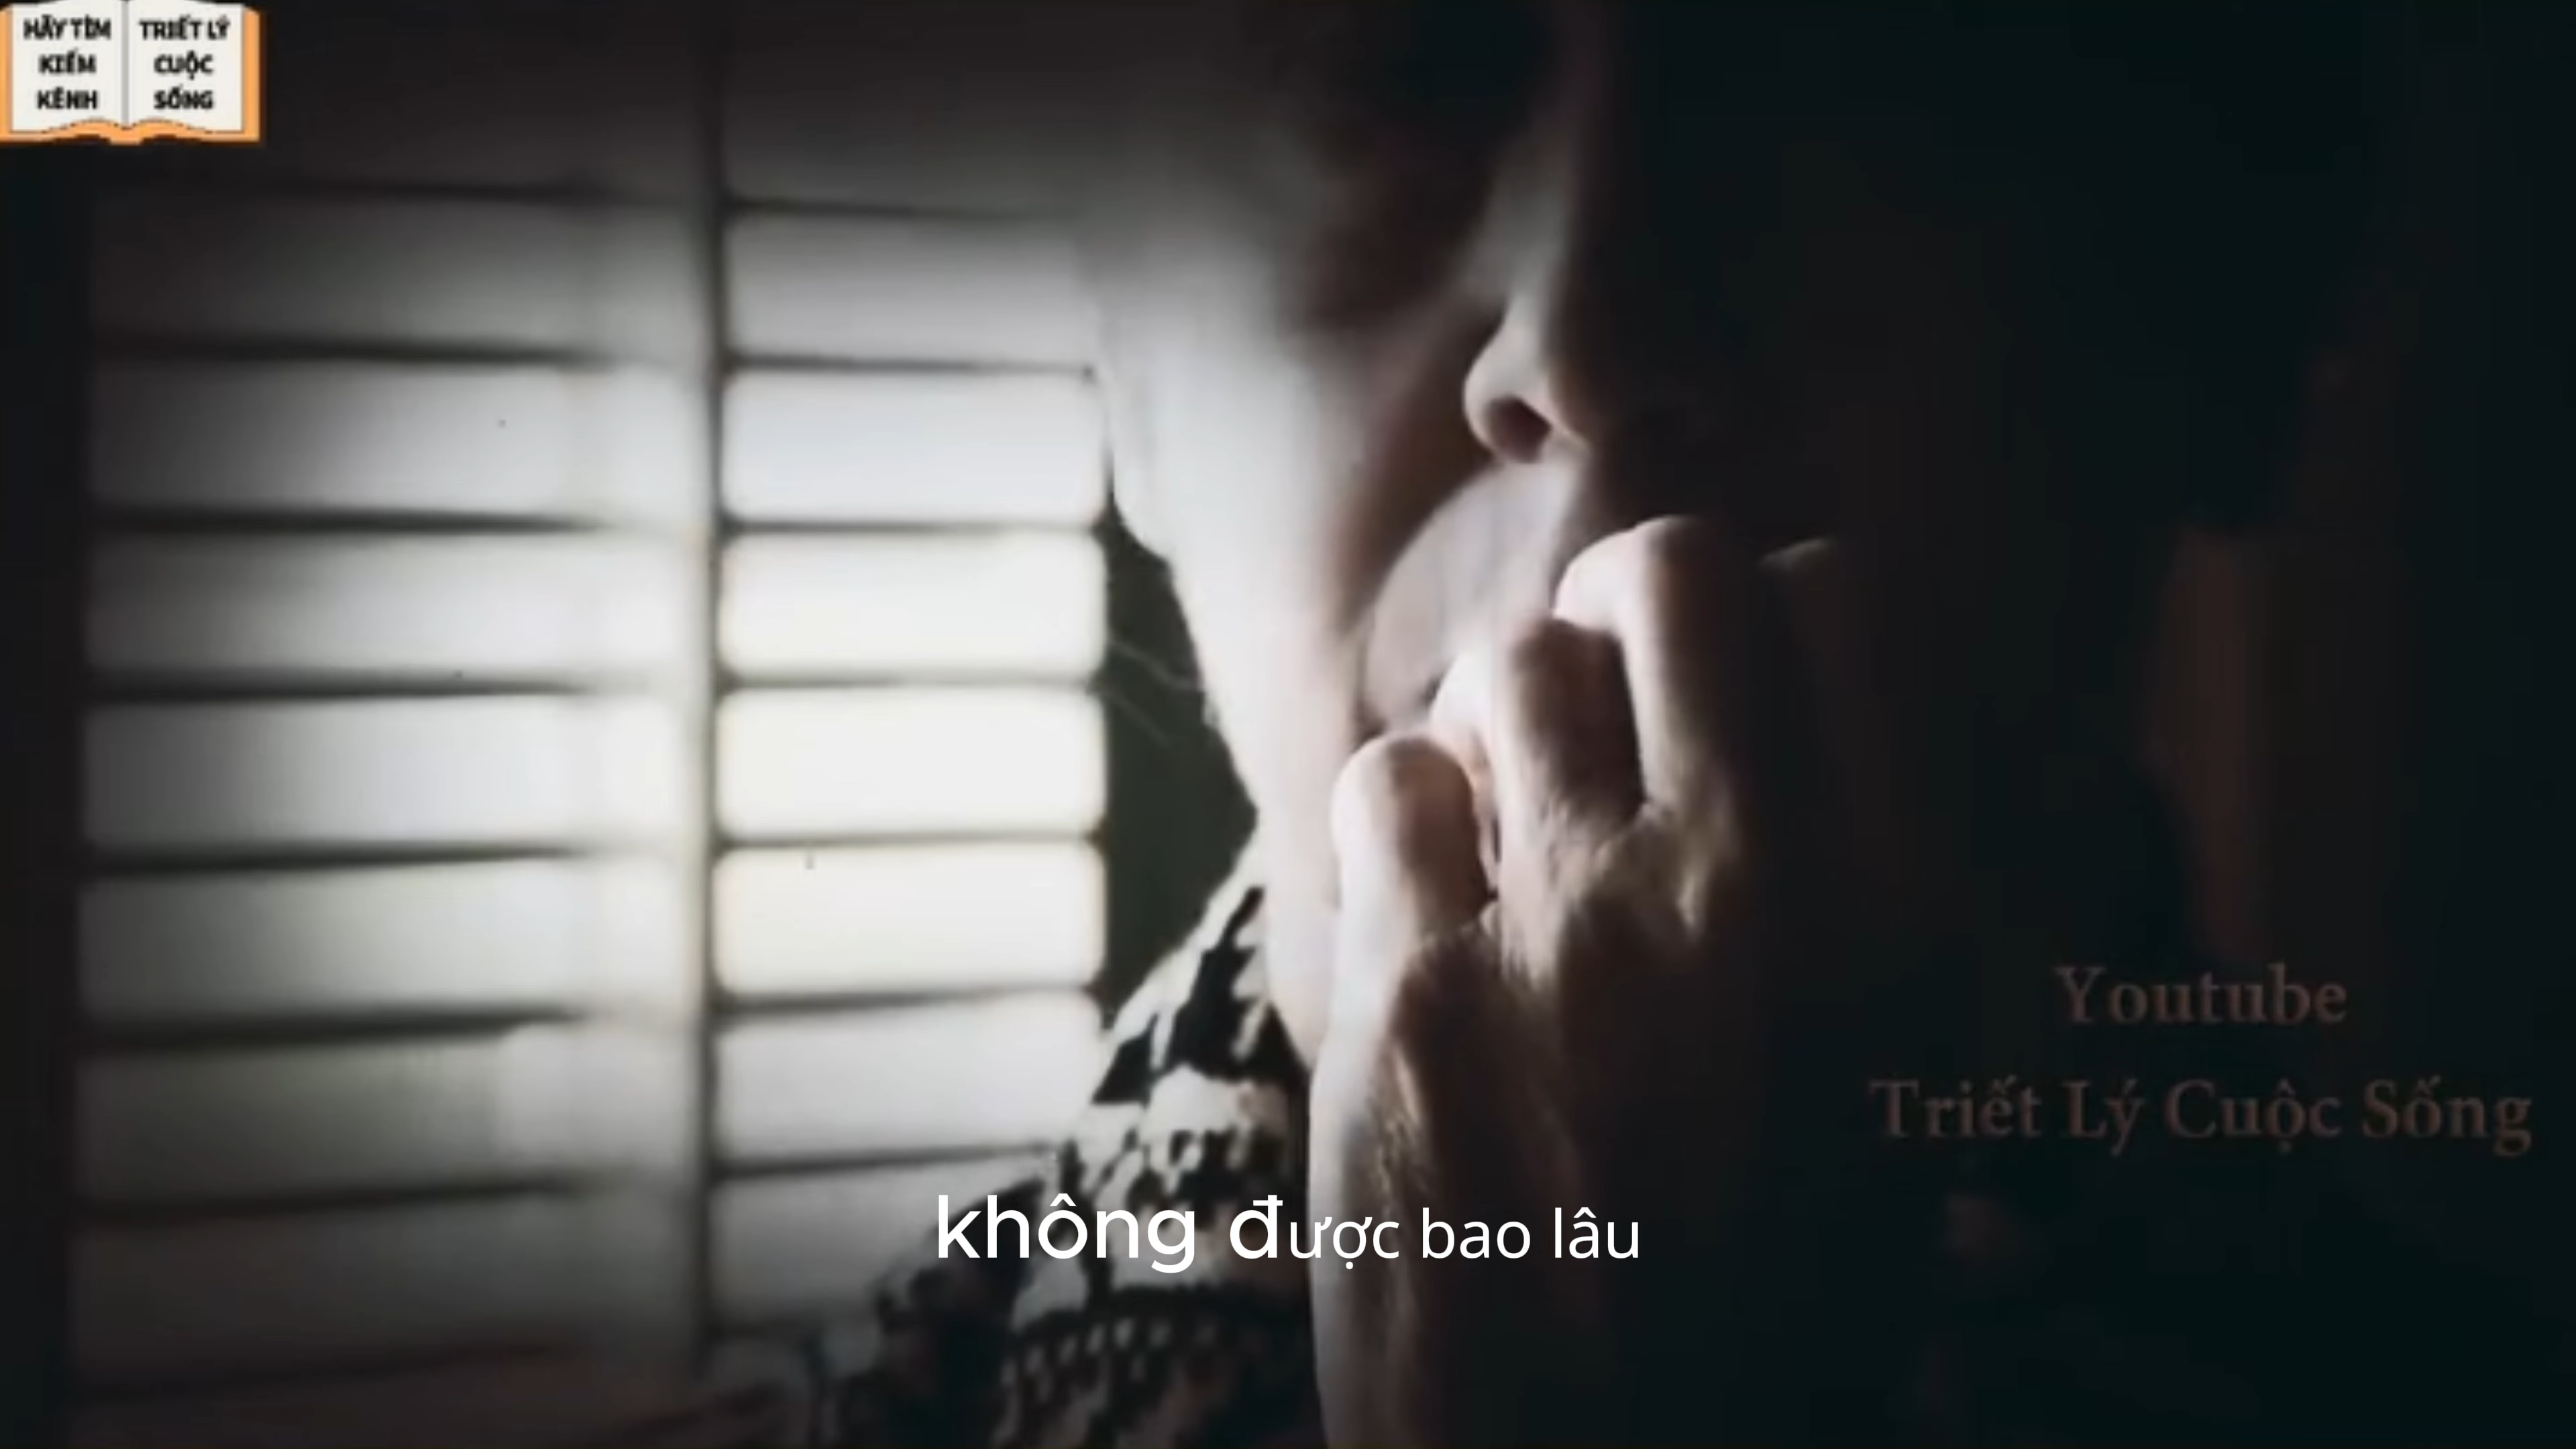 HÃY TÌM
KIẾM
KÊNH
TRIẾT LÝ
CUỘC
SỐNG
Youtube
Triết Lý Cuộc Sống
không được bao lâu